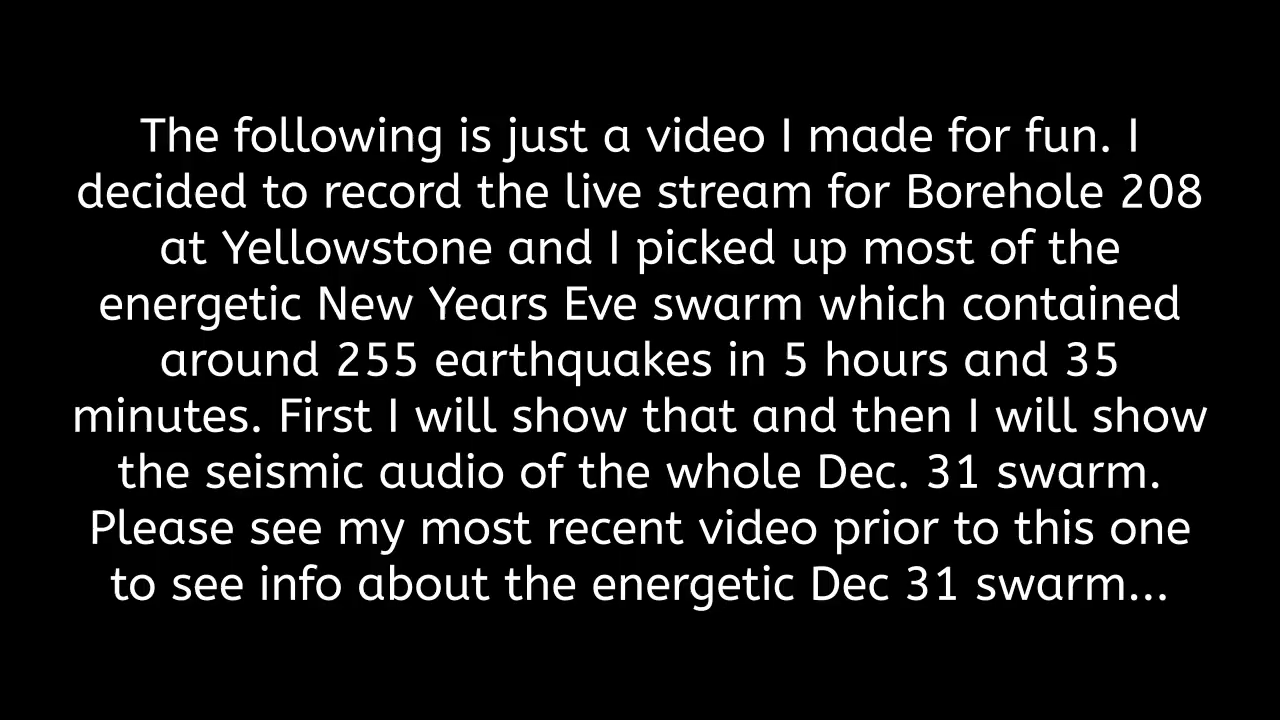 The following is just a video I made for fun. I
decided to record the live stream for Borehole 208
at Yellowstone and I picked up most of the
energetic New Years Eve swarm which contained
around 255 earthquakes in 5 hours and 35
minutes. First I will show that and then I will show
the seismic audio of the whole Dec. 31 swarm.
Please see my most recent video prior to this one
to see info about the energetic Dec 31 swarm...